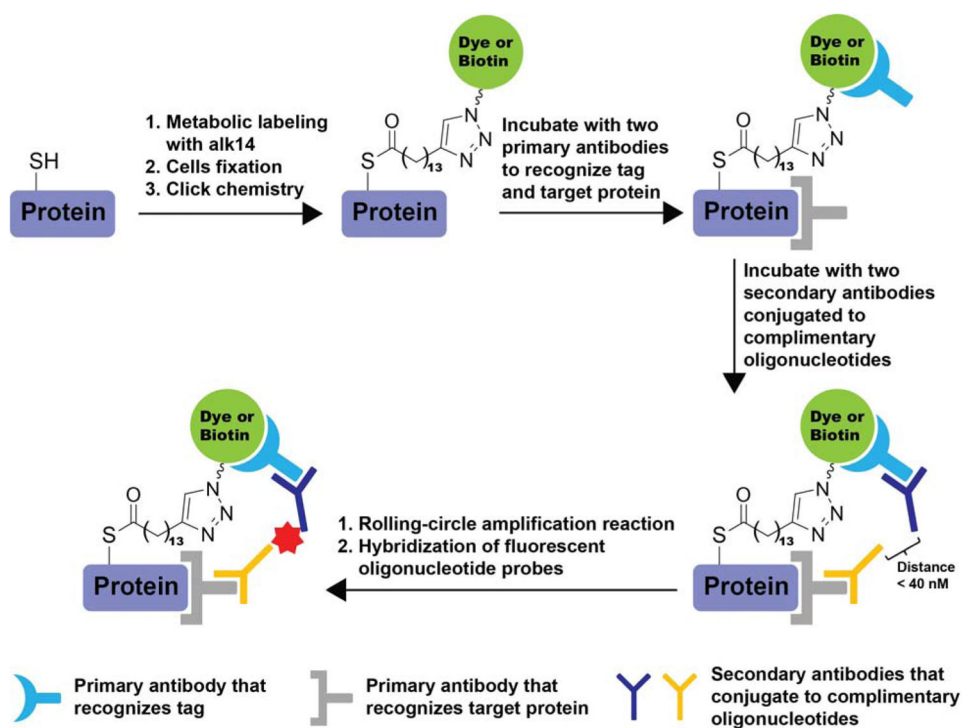 Dye or
Biotin
1. Metabolic labeling
with alk14
2. Cells fixation
3. Click chemistry
SH
Protein
O
S
13
N
N
N
Protein
Incubate with two
primary antibodies
to recognize tag
and target protein
Dye or
Biotin
O
S
13
N
N
N
Protein
Incubate with two
secondary antibodies
conjugated to
complimentary
oligonucleotides
Dye or
Biotin
O
S
13
N
N
N
Protein
1. Rolling-circle amplification reaction
2. Hybridization of fluorescent
oligonucleotide probes
Dye or
Biotin
O
S
13
N
N
N
Protein
Distance
< 40 nM
Primary antibody that
recognizes tag
Primary antibody that
recognizes target protein
Secondary antibodies that
conjugate to complimentary
oligonucleotides